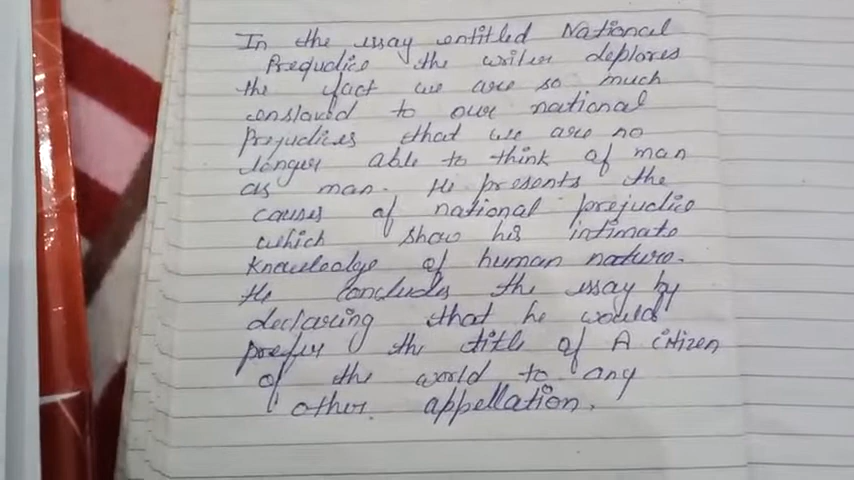 In the essay entitled National
Prequdice the writer deplores
the fact we are so much
enslaved to our national
Prejudices that we are no
longer able to think of man
as man. He presents the
causes of national prejudice
which show his intimate
knowledge of human nature.
He concludes the essay by
declaring that he would
prefer the title of A citizen
of the world to any
other appellation.